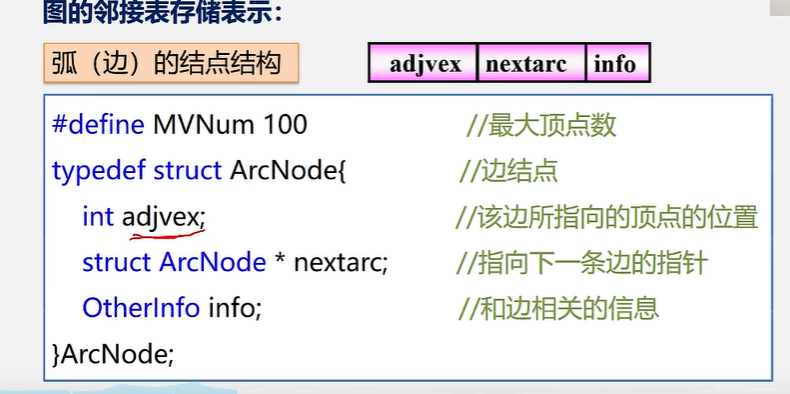 图的邻接表存储表示：
弧（边）的结点结构
adjvex nextarc info
#define MVNum 100 //最大顶点数
typedef struct ArcNode{ //边结点
int adjvex; //该边所指向的顶点的位置
struct ArcNode * nextarc; //指向下一条边的指针
OtherInfo info; //和边相关的信息
}ArcNode;